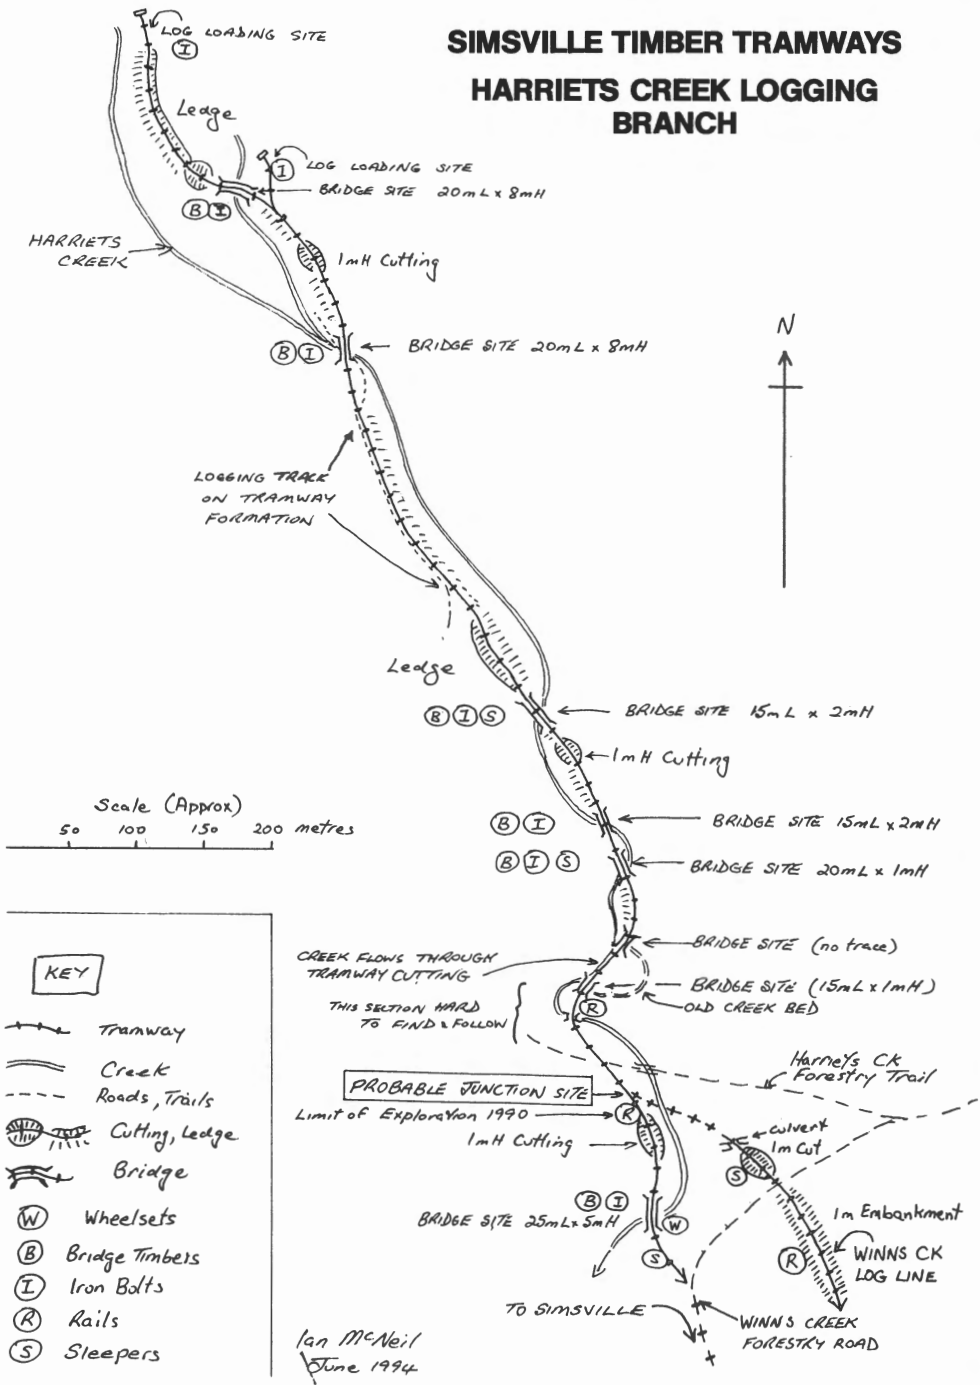 SIMSVILLE TIMBER TRAMWAYS
HARRIETS CREEK LOGGING
BRANCH
LOG LOADING SITE
I
Ledge
I
LOG LOADING SITE
BRIDGE SITE 20mL x 8mH
B I
HARRIETS
CREEK
1mH Cutting
N
B I
BRIDGE SITE 20mL x 8mH
LOGGING TRACK
ON TRAMWAY
FORMATION
Ledge
B I S
BRIDGE SITE 15mL x 2mH
1mH Cutting
Scale (Approx)
50 100 150 200 metres
B I
BRIDGE SITE 15mL x 2mH
B I S
BRIDGE SITE 20mL x 1mH
BRIDGE SITE (no trace)
CREEK FLOWS THROUGH
TRAMWAY CUTTING
BRIDGE SITE (15mL x 1mH)
OLD CREEK BED
R
THIS SECTION HARD
TO FIND & FOLLOW
Harrieys CK
Forestry Trail
PROBABLE JUNCTION SITE
Limit of Exploration 1990
R
1mH Cutting
culvert
1m Cut
S
B I
BRIDGE SITE 25mL x 5mH
W
S
1m Embankment
WINNS CK
LOG LINE
R
TO SIMSVILLE
WINNS CREEK
FORESTRY ROAD
KEY
Tramway
Creek
Roads, Trails
Cutting, Ledge
Bridge
W Wheelsets
B Bridge Timbers
I Iron Bolts
R Rails
S Sleepers
Ian McNeil
June 1994